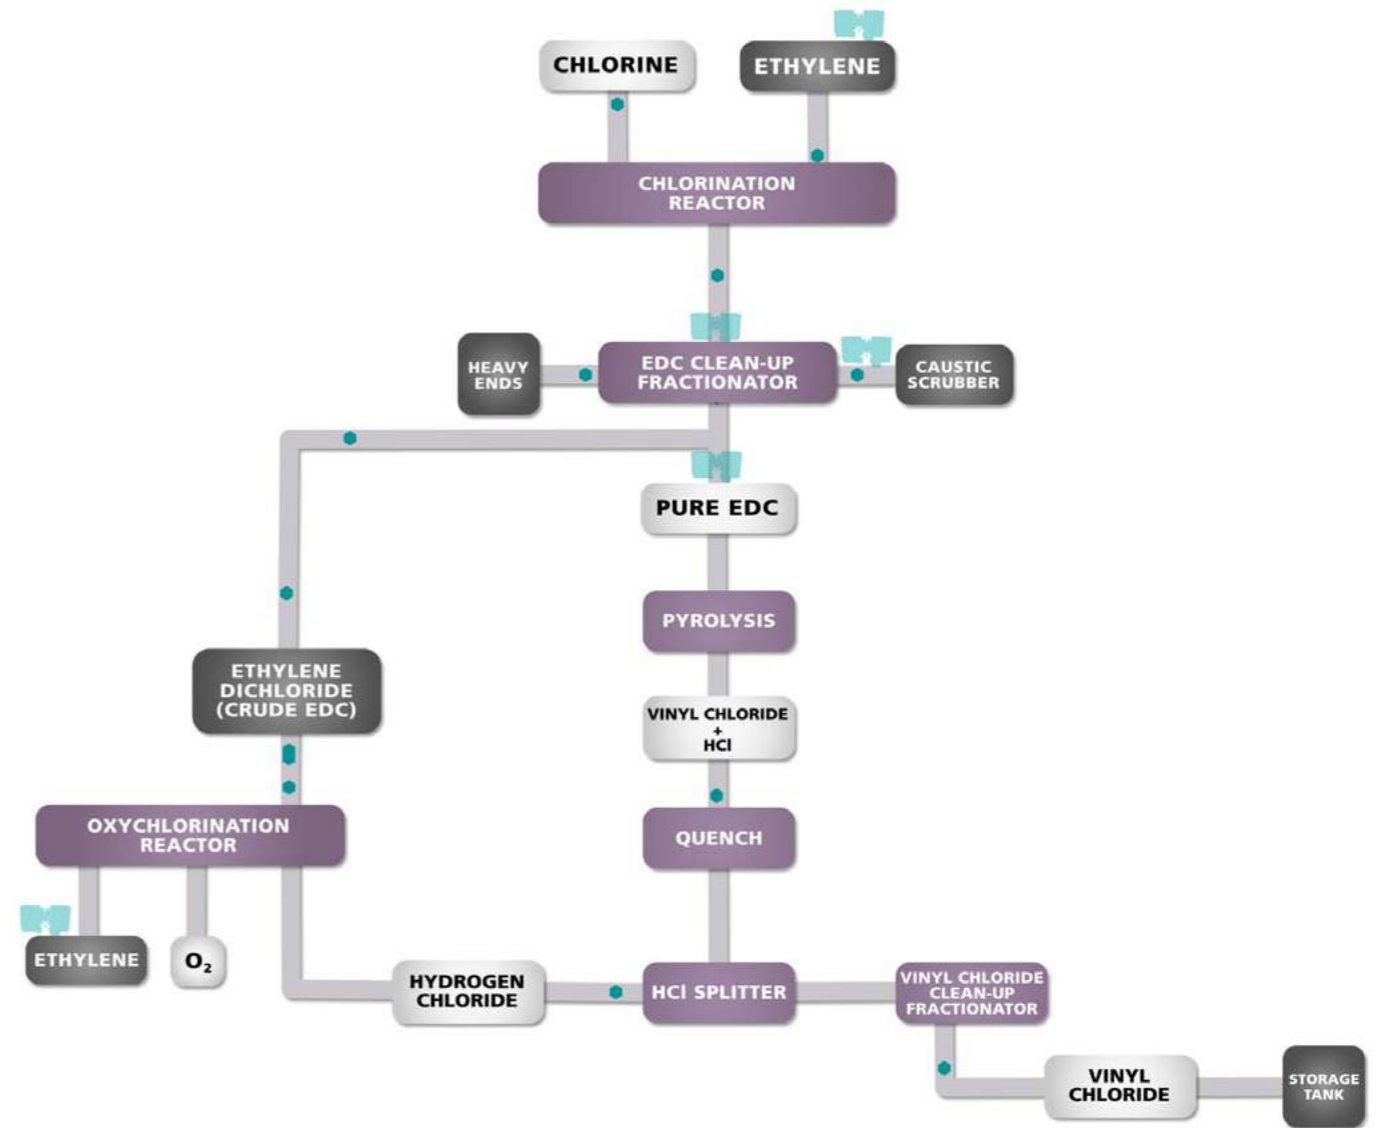 CHLORINE
ETHYLENE
CHLORINATION
REACTOR
HEAVY
ENDS
EDC CLEAN-UP
FRACTIONATOR
CAUSTIC
SCRUBBER
PURE EDC
PYROLYSIS
ETHYLENE
DICHLORIDE
(CRUDE EDC)
VINYL CHLORIDE
+
HCl
OXYCHLORINATION
REACTOR
QUENCH
ETHYLENE
O₂
HYDROGEN
CHLORIDE
HCl SPLITTER
VINYL CHLORIDE
CLEAN-UP
FRACTIONATOR
VINYL
CHLORIDE
STORAGE
TANK